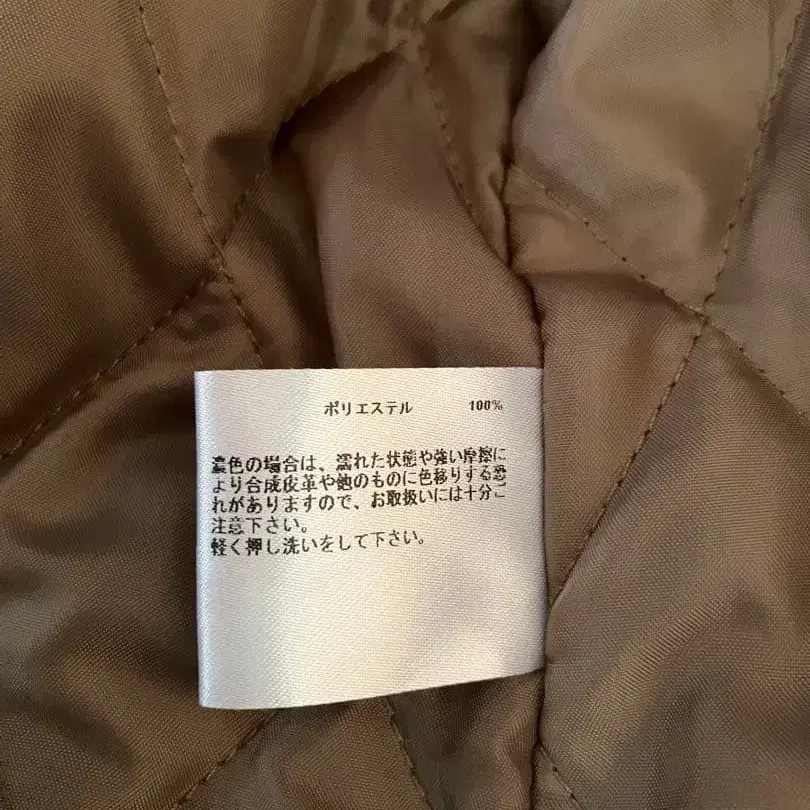 ポリエステル 100%
濃色の場合は、濡れた状態や強い摩擦に
より合成皮革や他のものに色移りする恐
れがありますので、お取扱いには十分ご
注意下さい。
軽く押し洗いをして下さい。